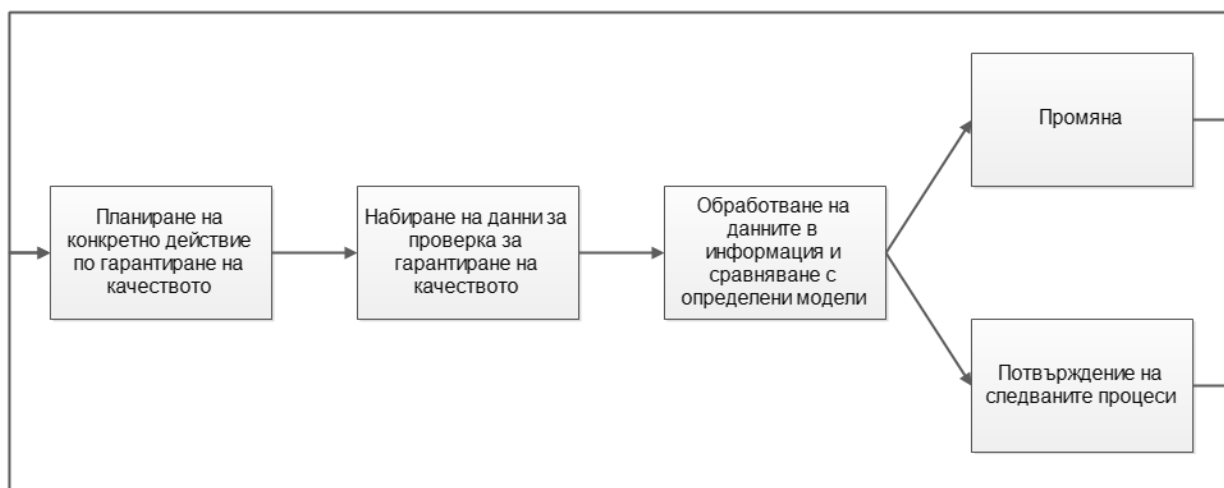 Планиране на
конкретно действие
по гарантиране на
качеството
Набиране на данни за
проверка за
гарантиране на
качеството
Обработване на
данните в
информация и
сравняване с
определени модели
Промяна
Потвърждение на
следваните процеси